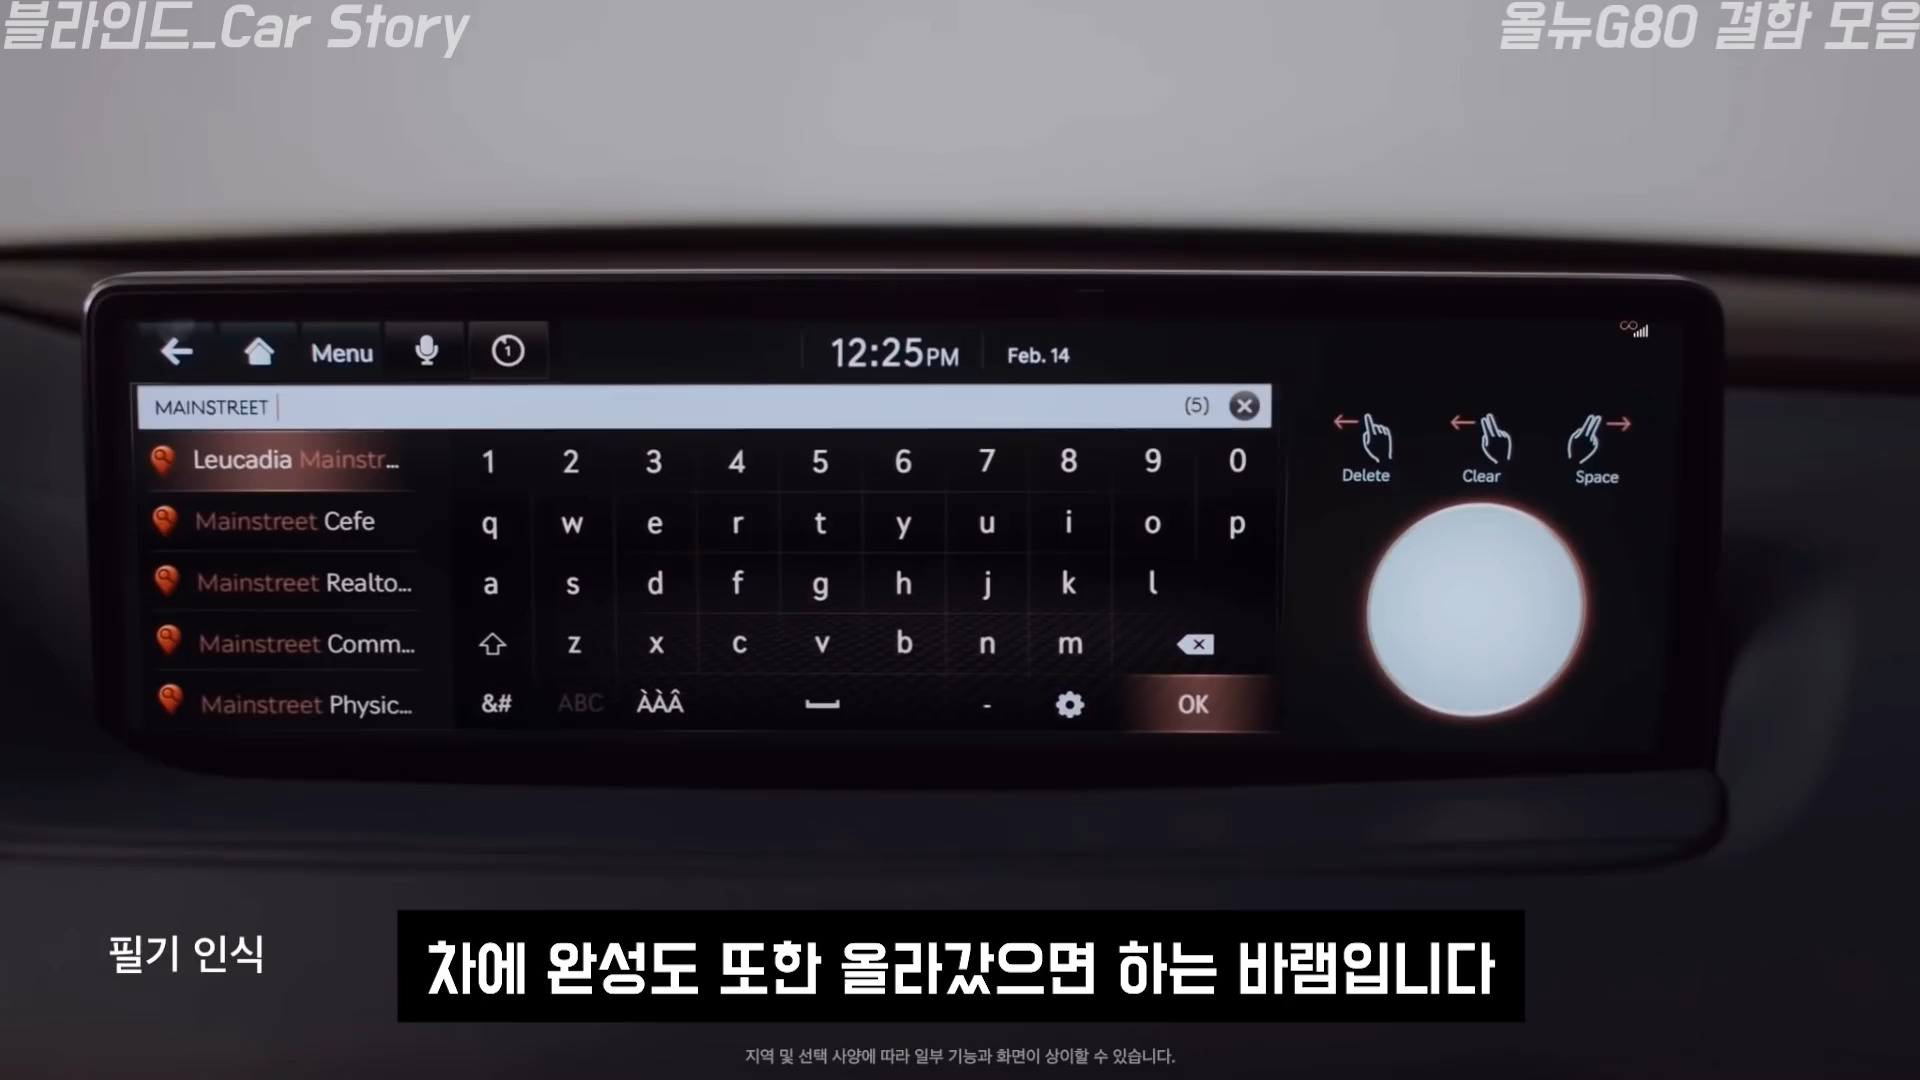 블라인드_Car Story
올뉴G80 결함 모음
Menu
1
12:25PM
Feb. 14
MAINSTREET
(5)
Leucadia Mainstr...
Mainstreet Cefe
Mainstreet Realto...
Mainstreet Comm...
Mainstreet Physic...
1 2 3 4 5 6 7 8 9 0
q w e r t y u i o p
a s d f g h j k l
z x c v b n m
&# ABC ÀÀÂ - OK
Delete
Clear
Space
필기 인식
차에 완성도 또한 올라갔으면 하는 바램입니다
지역 및 선택 사양에 따라 일부 기능과 화면이 상이할 수 있습니다.